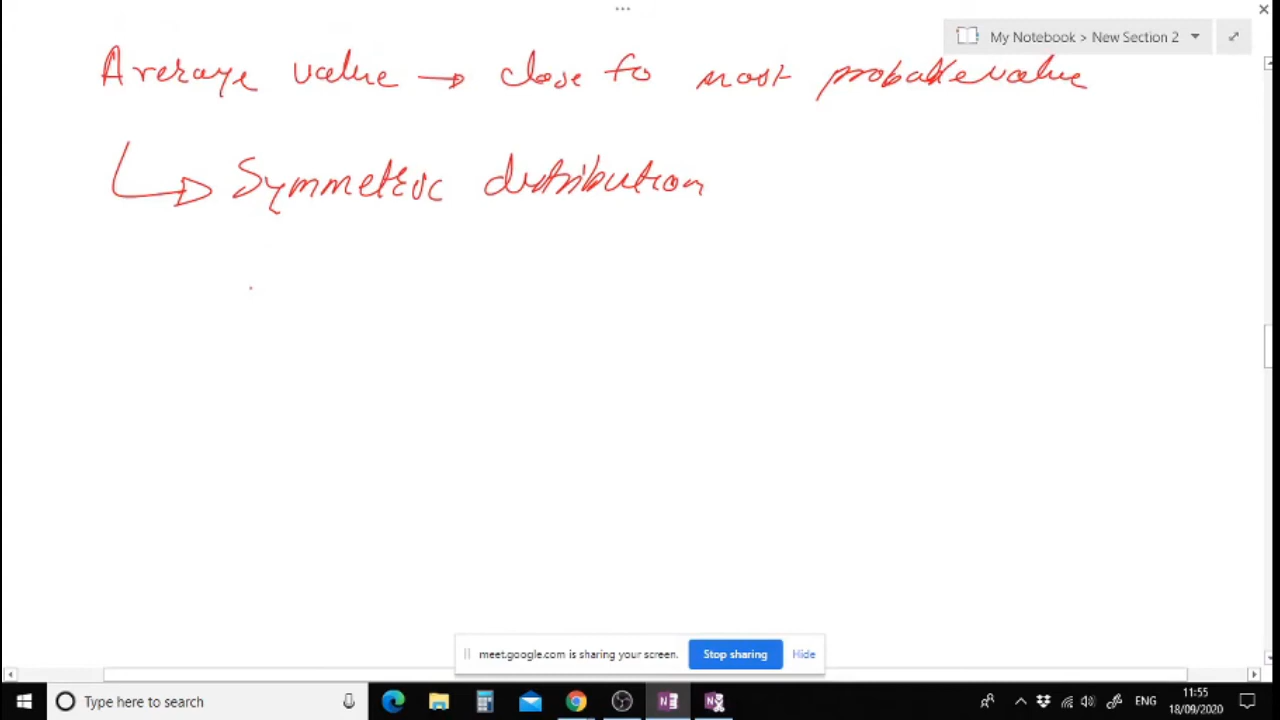 My Notebook > New Section 2
Average value → close to most probable value
↳ Symmetric distribution
meet.google.com is sharing your screen.
Stop sharing
Hide
Type here to search
ENG
11:55
18/09/2020